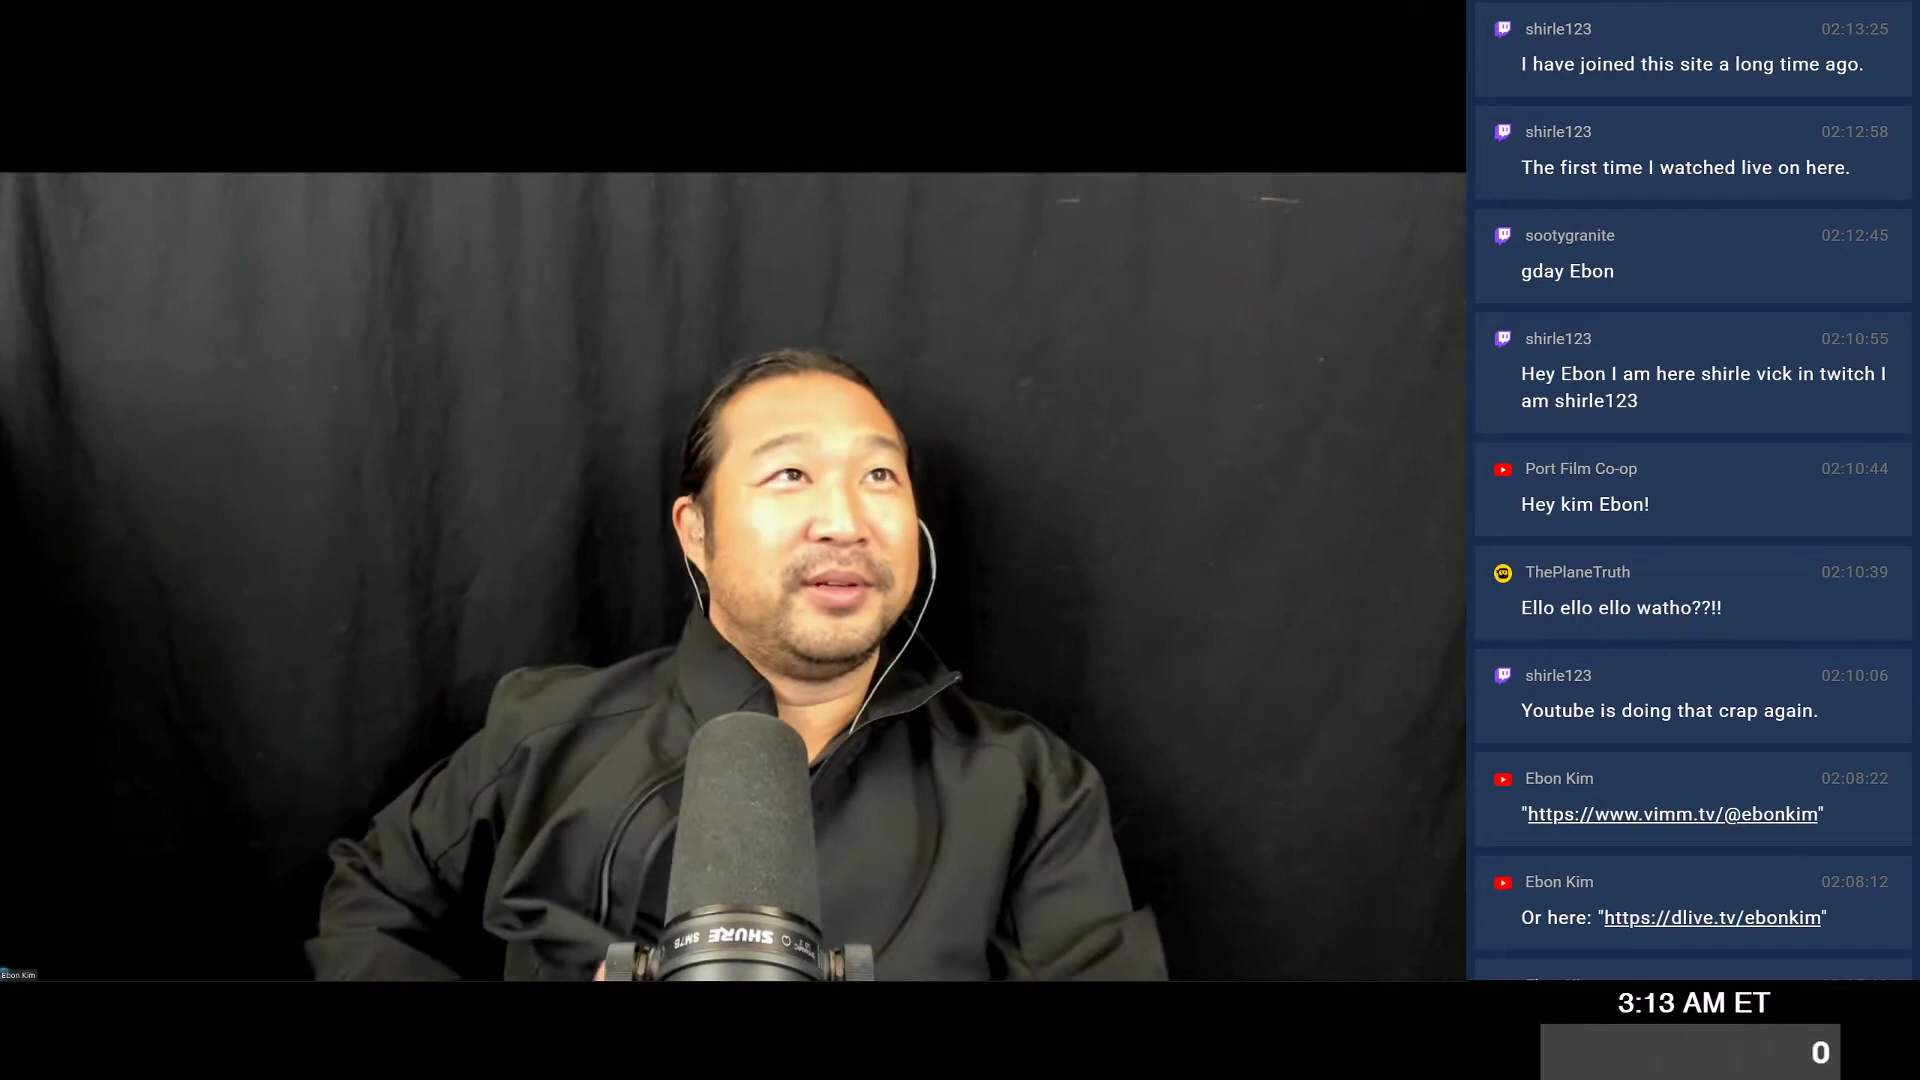 shirle123 02:13:25
I have joined this site a long time ago.
shirle123 02:12:58
The first time I watched live on here.
sootygranite 02:12:45
gday Ebon
shirle123 02:10:55
Hey Ebon I am here shirle vick in twitch I
am shirle123
Port Film Co-op 02:10:44
Hey kim Ebon!
ThePlaneTruth 02:10:39
Ello ello ello watho??!!
shirle123 02:10:06
Youtube is doing that crap again.
Ebon Kim 02:08:22
"https://www.vimm.tv/@ebonkim"
Ebon Kim 02:08:12
Or here: "https://dlive.tv/ebonkim"
SHURE SM7B
Ebon Kim
3:13 AM ET
0